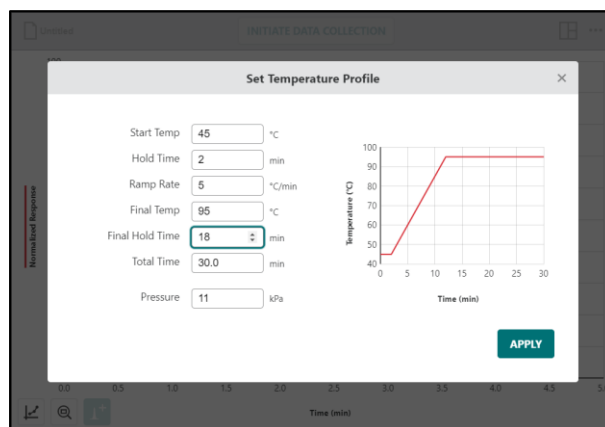 Untitled
INITIATE DATA COLLECTION
Set Temperature Profile
Start Temp 45 °C
Hold Time 2 min
Ramp Rate 5 °C/min
Final Temp 95 °C
Final Hold Time 18 min
Total Time 30.0 min
Pressure 11 kPa
Temperature (°C)
100
90
80
70
60
50
40
0 5 10 15 20 25 30
Time (min)
APPLY
Normalized Response
0.0 0.5 1.0 1.5 2.0 2.5 3.0 3.5 4.0 4.5 5.0
Time (min)